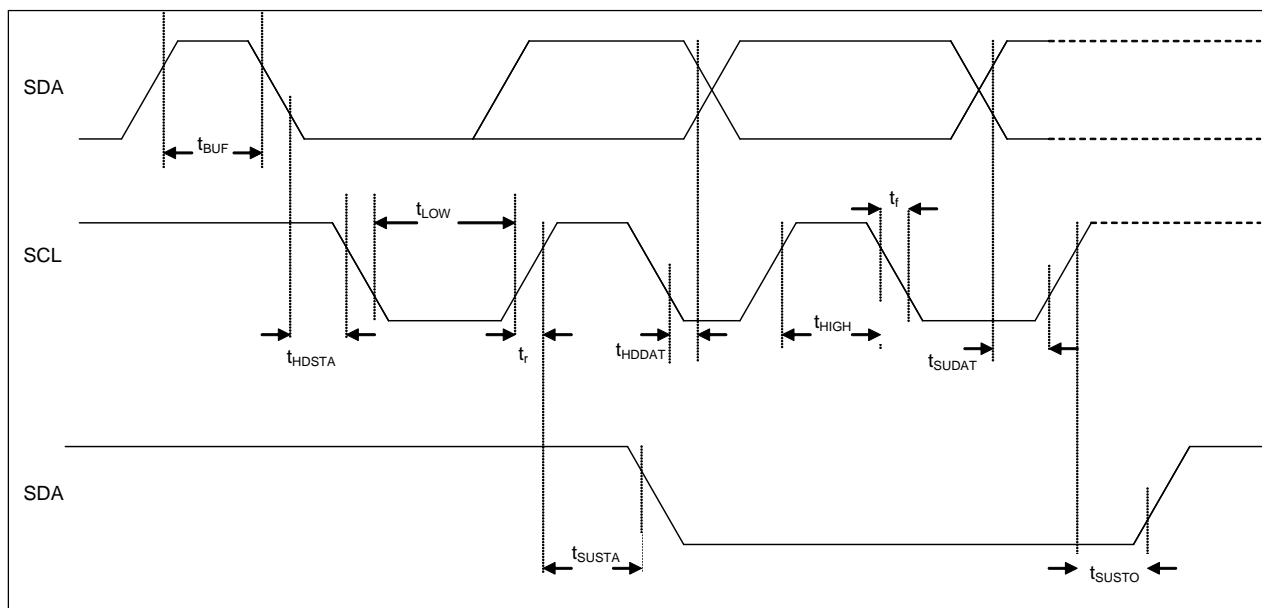 SDA
tBUF
tLOW
tf
SCL
tHDSTA
tr
tHDDAT
tHIGH
tSUDAT
SDA
tSUSTA
tSUSTO